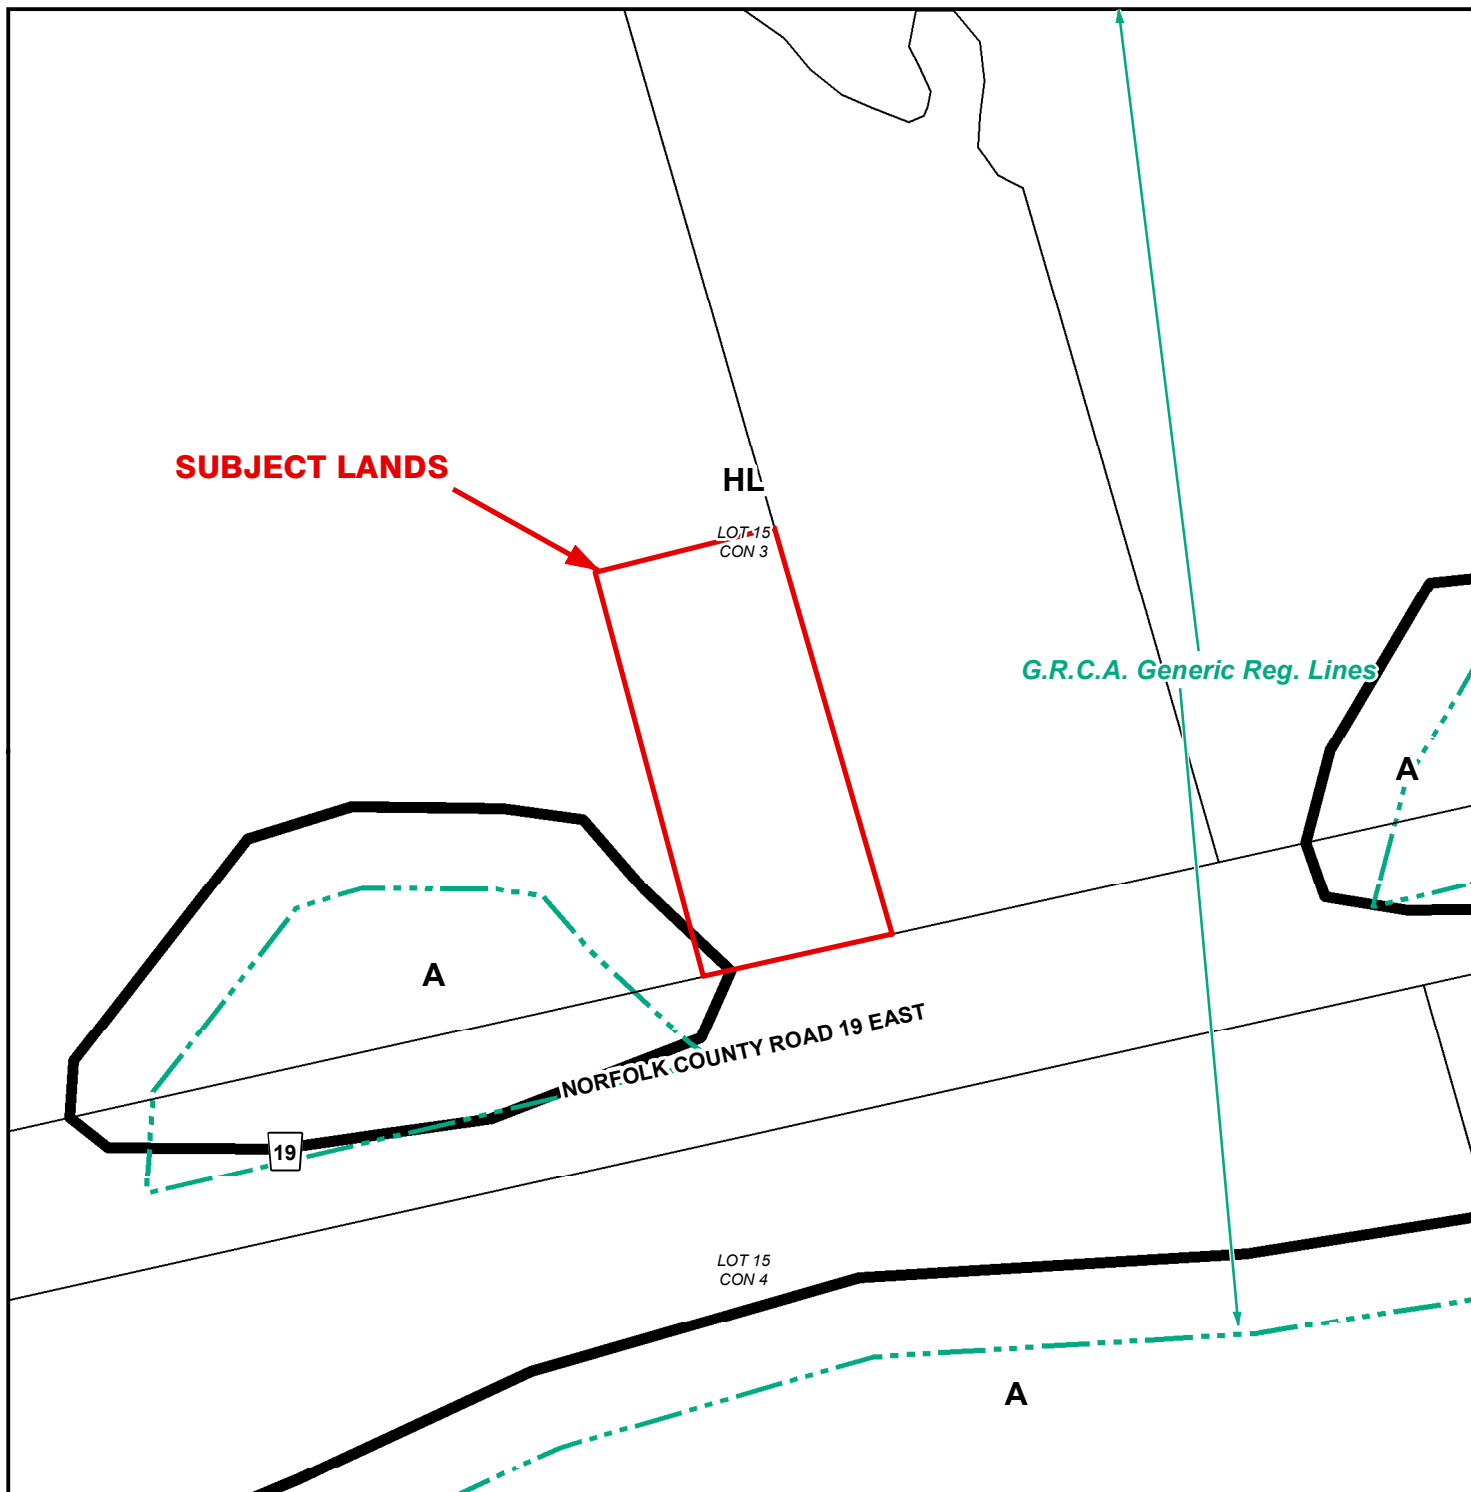 SUBJECT LANDS
HL
LOT 15
CON 3
G.R.C.A. Generic Reg. Lines
A
A
NORFOLK COUNTY ROAD 19 EAST
19
LOT 15
CON 4
A